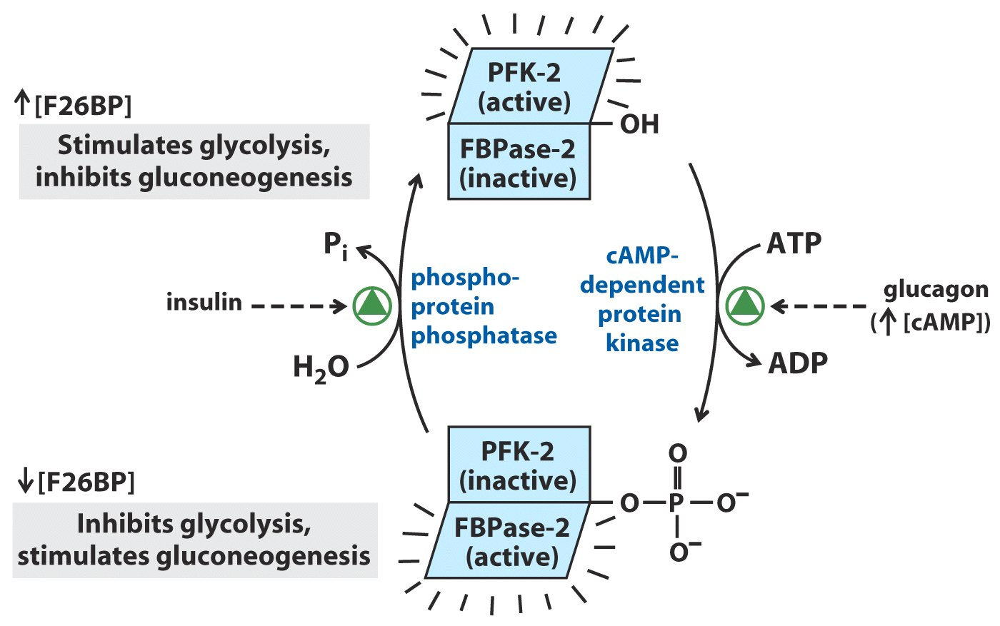 PFK-2
(active)
OH
FBPase-2
(inactive)
↑[F26BP]
Stimulates glycolysis,
inhibits gluconeogenesis
Pᵢ
insulin
H₂O
phospho-
protein
phosphatase
cAMP-
dependent
protein
kinase
ATP
glucagon
(↑ [cAMP])
ADP
↓[F26BP]
Inhibits glycolysis,
stimulates gluconeogenesis
PFK-2
(inactive)
FBPase-2
(active)
O
O—P—O⁻
O⁻